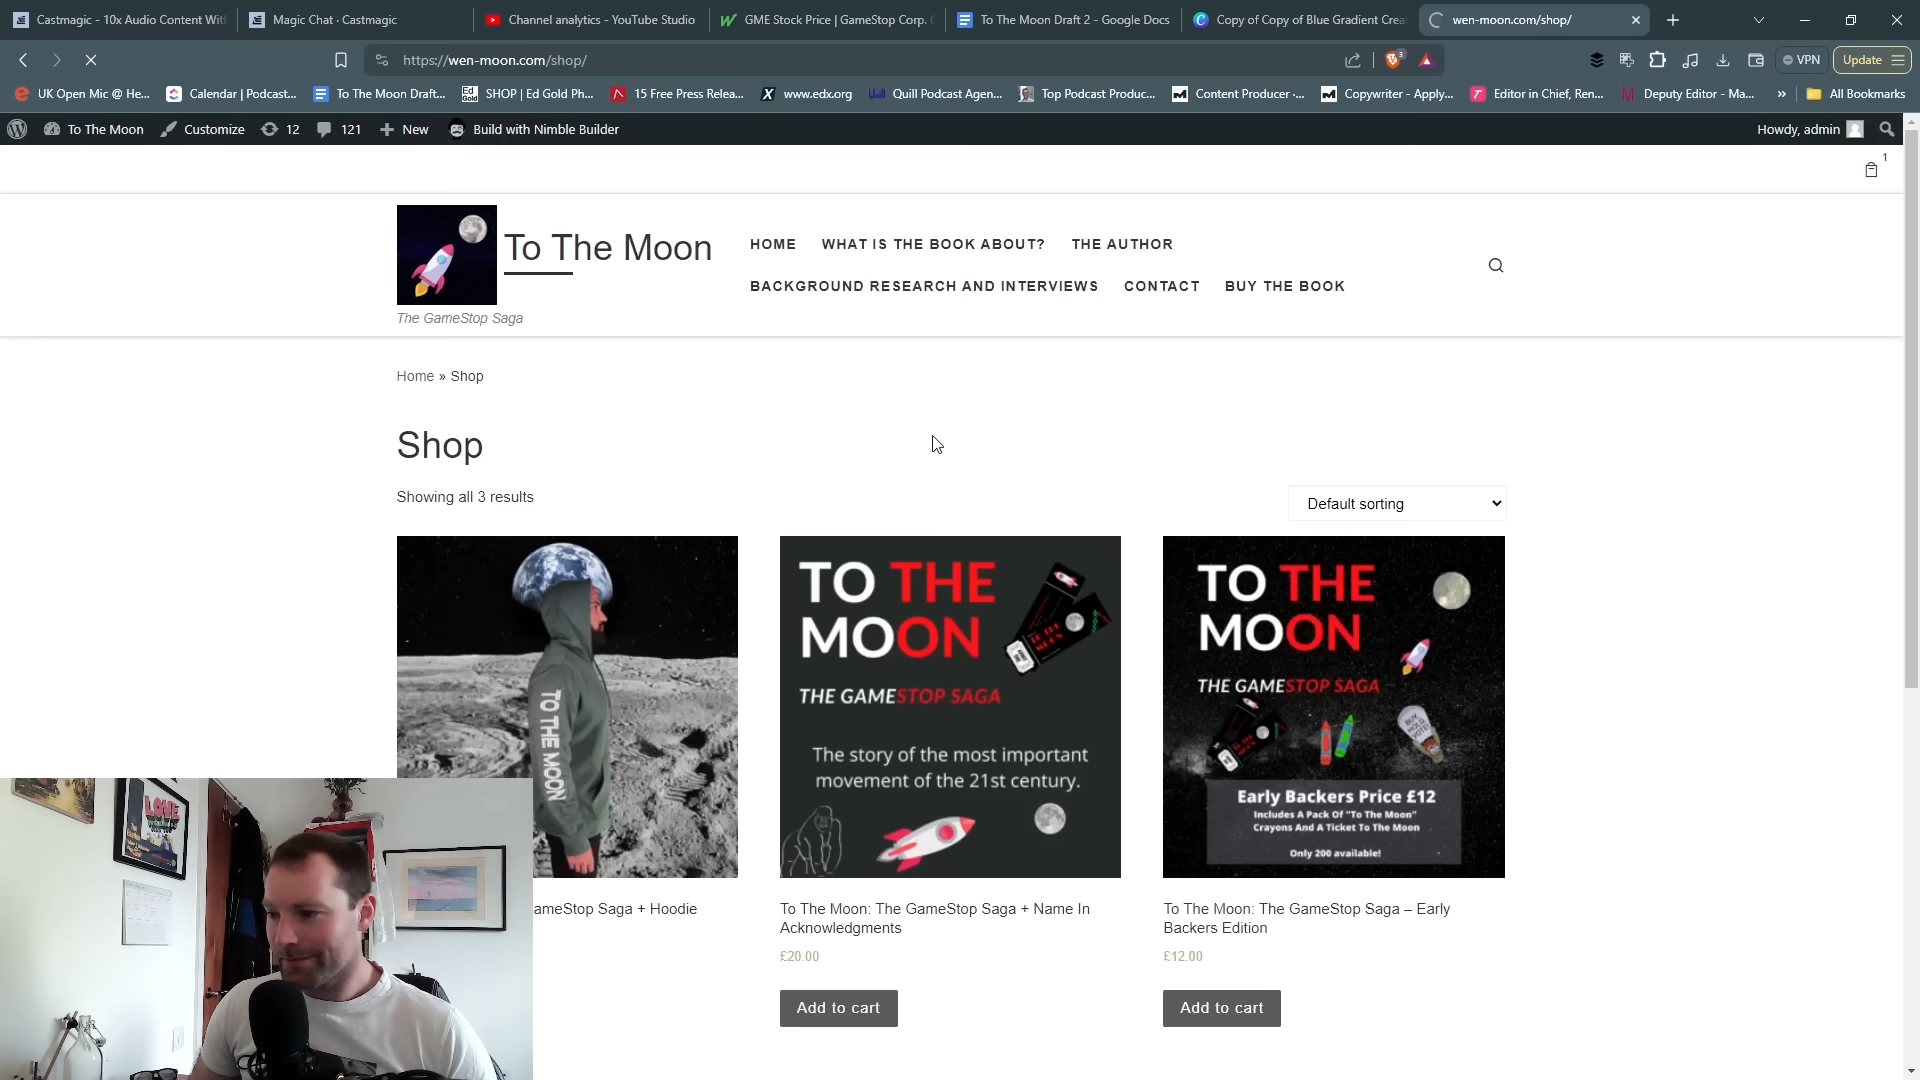 Castmagic - 10x Audio Content Wit
Magic Chat · Castmagic
Channel analytics - YouTube Studio
GME Stock Price | GameStop Corp.
To The Moon Draft 2 - Google Docs
Copy of Copy of Blue Gradient Crea
wen-moon.com/shop/
https://wen-moon.com/shop/
3
VPN
Update
UK Open Mic @ He...
Calendar | Podcast...
To The Moon Draft...
Ed Gold
SHOP | Ed Gold Ph...
15 Free Press Relea...
www.edx.org
Quill Podcast Agen...
Top Podcast Produc...
Content Producer -...
Copywriter - Apply...
Editor in Chief, Ren...
Deputy Editor - Ma...
»
All Bookmarks
To The Moon
Customize
12
121
New
Build with Nimble Builder
Howdy, admin
1
To The Moon
The GameStop Saga
HOME
WHAT IS THE BOOK ABOUT?
THE AUTHOR
BACKGROUND RESEARCH AND INTERVIEWS
CONTACT
BUY THE BOOK
Home » Shop
Shop
Showing all 3 results
Default sorting
TO THE MOON
TO THE
MOON
THE GAMESTOP SAGA
The story of the most important
movement of the 21st century.
TO THE
MOON
THE GAMESTOP SAGA
BUY HOLD VOTE!
Early Backers Price £12
Includes A Pack Of "To The Moon"
Crayons And A Ticket To The Moon
Only 200 available!
ameStop Saga + Hoodie
To The Moon: The GameStop Saga + Name In
Acknowledgments
£20.00
Add to cart
To The Moon: The GameStop Saga – Early
Backers Edition
£12.00
Add to cart
LOVE